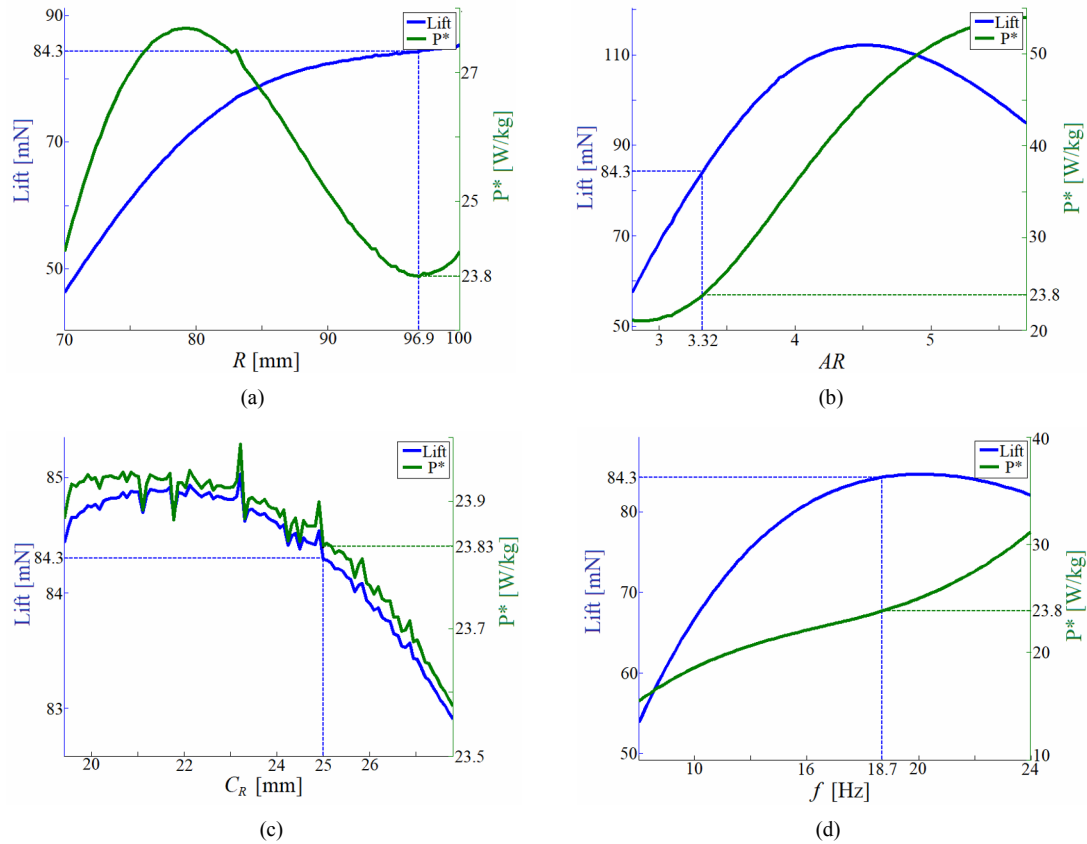 90
84.3
70
50
Lift [mN]
Lift
P*
27
25
23.8
P* [W/kg]
70
80
90
96.9
100
R [mm]
(a)
110
90
84.3
70
50
Lift [mN]
Lift
P*
50
40
30
23.8
20
P* [W/kg]
3
3.32
4
5
AR
(b)
85
84.3
84
83
Lift [mN]
Lift
P*
23.9
23.83
23.7
23.5
P* [W/kg]
20
22
24
25
26
C_R [mm]
(c)
84.3
80
70
60
50
Lift [mN]
Lift
P*
40
30
23.8
20
10
P* [W/kg]
10
16
18.7
20
24
f [Hz]
(d)